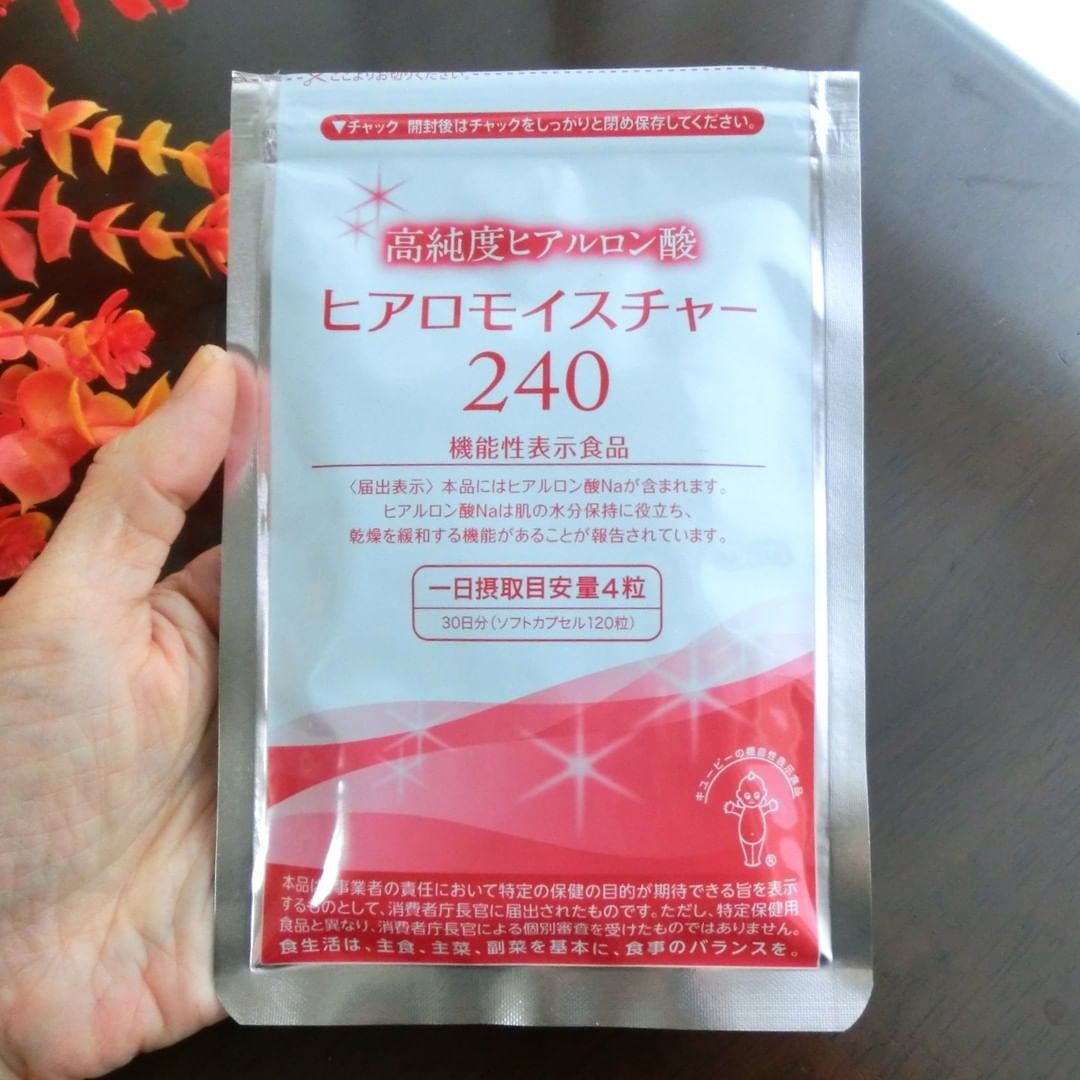 ここよりお切りください。
▼チャック 開封後はチャックをしっかりと閉め保存してください。
高純度ヒアルロン酸
ヒアロモイスチャー
240
機能性表示食品
〈届出表示〉本品にはヒアルロン酸Naが含まれます。
ヒアルロン酸Naは肌の水分保持に役立ち、
乾燥を緩和する機能があることが報告されています。
一日摂取目安量4粒
30日分(ソフトカプセル120粒)
キユーピーの機能性表示食品
®
本品は 事業者の責任において特定の保健の目的が期待できる旨を表示
するものとして、消費者庁長官に届出されたものです。ただし、特定保健用
食品と異なり、消費者庁長官による個別審査を受けたものではありません。
食生活は、主食、主菜、副菜を基本に、食事のバランスを。